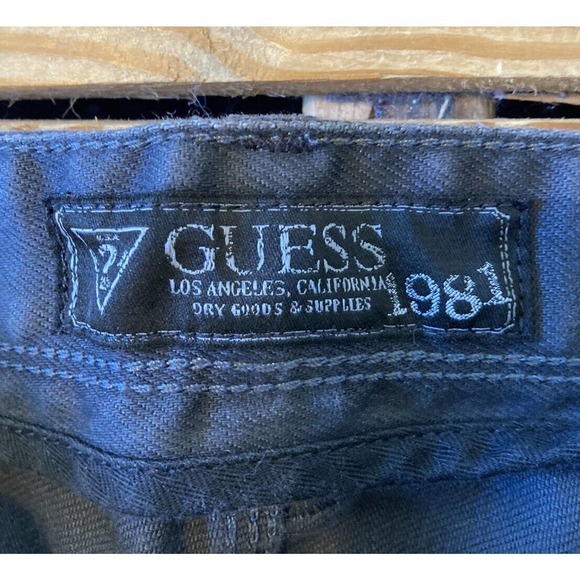 U.S.A.
?
GUESS
LOS ANGELES, CALIFORNIA
DRY GOODS & SUPPLIES
1981